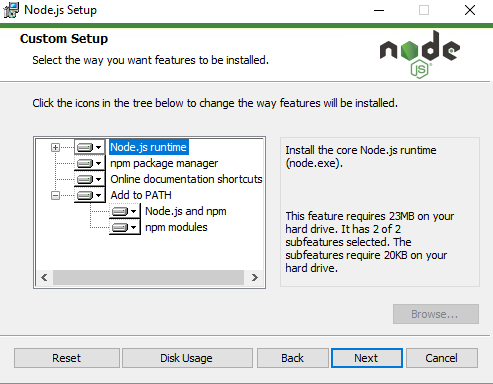 Node.js Setup
Custom Setup
Select the way you want features to be installed.
node
JS
Click the icons in the tree below to change the way features will be installed.
Node.js runtime
npm package manager
Online documentation shortcuts
Add to PATH
Node.js and npm
npm modules
Install the core Node.js runtime
(node.exe).
This feature requires 23MB on your
hard drive. It has 2 of 2
subfeatures selected. The
subfeatures require 20KB on your
hard drive.
Browse...
Reset
Disk Usage
Back
Next
Cancel